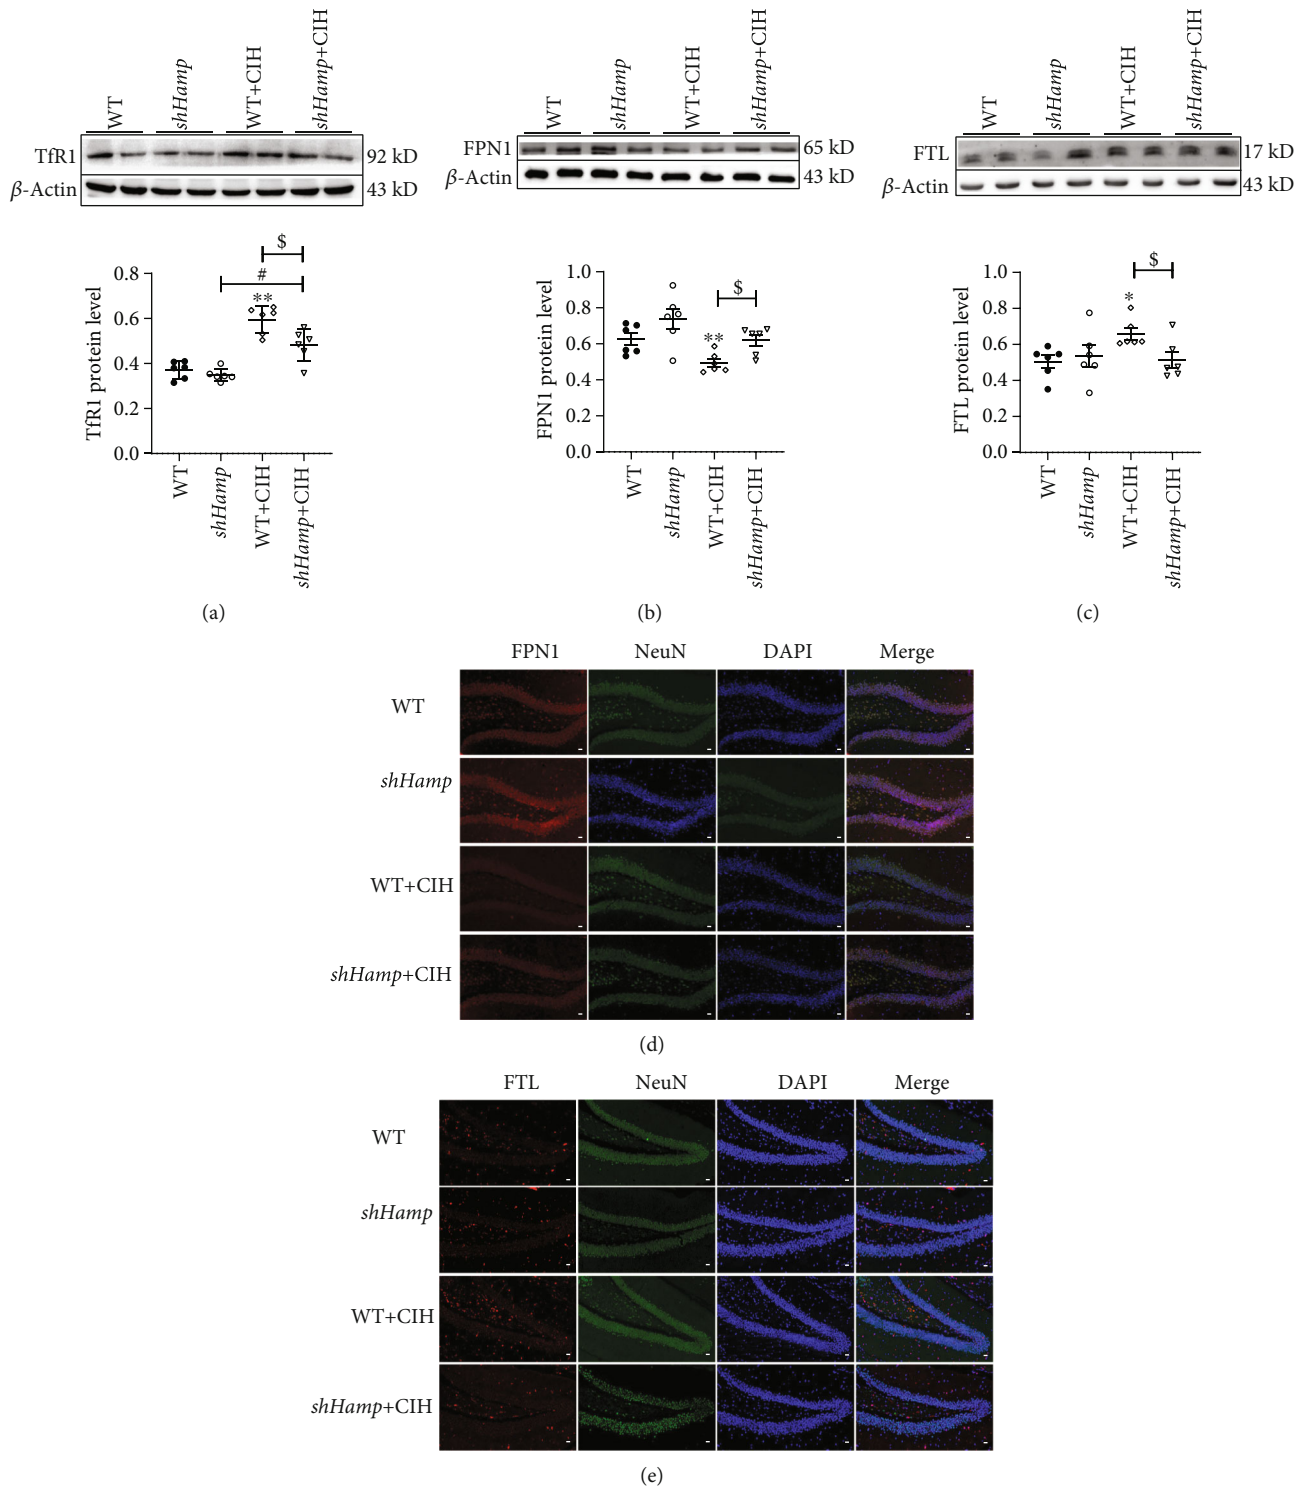 WT
shHamp
WT+CIH
shHamp+CIH
TfR1
92 kD
β-Actin
43 kD
$
#
**
0.8
0.6
0.4
0.2
0.0
TfR1 protein level
WT
shHamp
WT+CIH
shHamp+CIH
(a)
WT
shHamp
WT+CIH
shHamp+CIH
FPN1
65 kD
β-Actin
43 kD
$
**
1.0
0.8
0.6
0.4
0.2
0.0
FPN1 protein level
WT
shHamp
WT+CIH
shHamp+CIH
(b)
WT
shHamp
WT+CIH
shHamp+CIH
FTL
17 kD
β-Actin
43 kD
$
*
1.0
0.8
0.6
0.4
0.2
0.0
FTL protein level
WT
shHamp
WT+CIH
shHamp+CIH
(c)
FPN1 NeuN DAPI Merge
WT
shHamp
WT+CIH
shHamp+CIH
(d)
FTL NeuN DAPI Merge
WT
shHamp
WT+CIH
shHamp+CIH
(e)